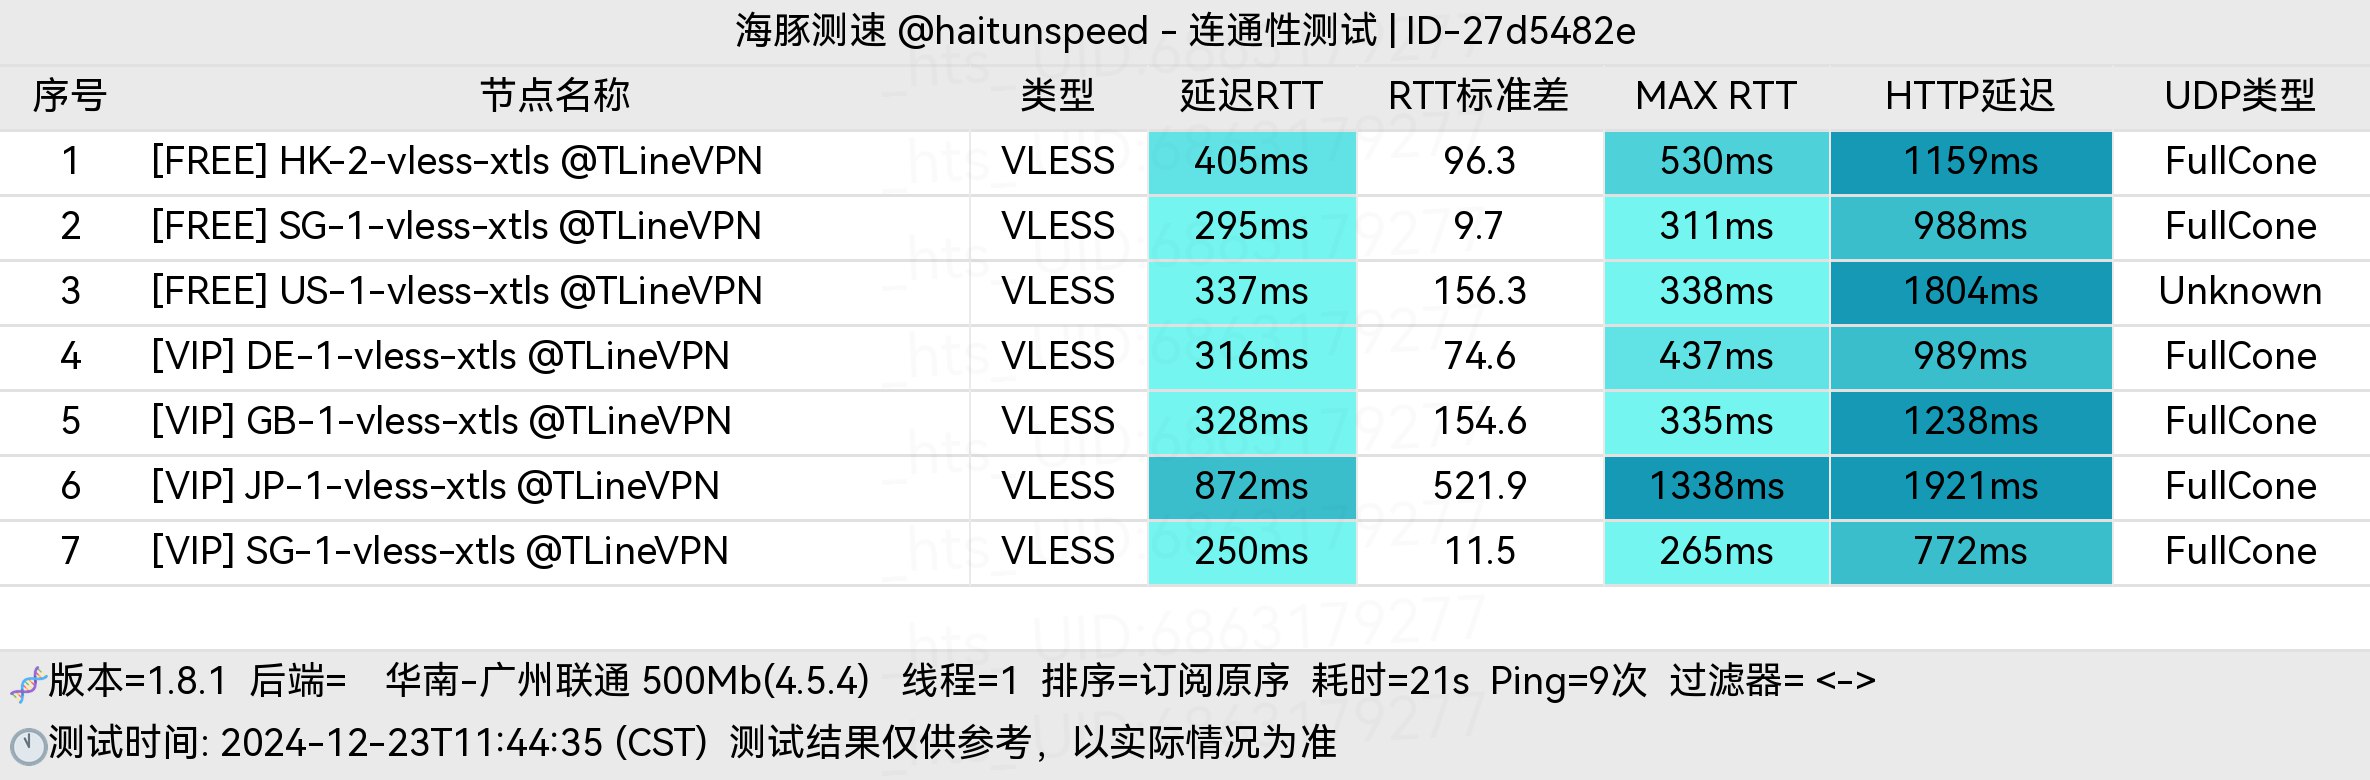 海豚测速 @haitunspeed - 连通性测试 | ID-27d5482e
序号 节点名称 类型 延迟RTT RTT标准差 MAX RTT HTTP延迟 UDP类型
1 [FREE] HK-2-vless-xtls @TLineVPN VLESS 405ms 96.3 530ms 1159ms FullCone
2 [FREE] SG-1-vless-xtls @TLineVPN VLESS 295ms 9.7 311ms 988ms FullCone
3 [FREE] US-1-vless-xtls @TLineVPN VLESS 337ms 156.3 338ms 1804ms Unknown
4 [VIP] DE-1-vless-xtls @TLineVPN VLESS 316ms 74.6 437ms 989ms FullCone
5 [VIP] GB-1-vless-xtls @TLineVPN VLESS 328ms 154.6 335ms 1238ms FullCone
6 [VIP] JP-1-vless-xtls @TLineVPN VLESS 872ms 521.9 1338ms 1921ms FullCone
7 [VIP] SG-1-vless-xtls @TLineVPN VLESS 250ms 11.5 265ms 772ms FullCone
_hts_ UID:6863179277
版本=1.8.1 后端= 华南-广州联通 500Mb(4.5.4) 线程=1 排序=订阅原序 耗时=21s Ping=9次 过滤器= <->
测试时间: 2024-12-23T11:44:35 (CST) 测试结果仅供参考，以实际情况为准